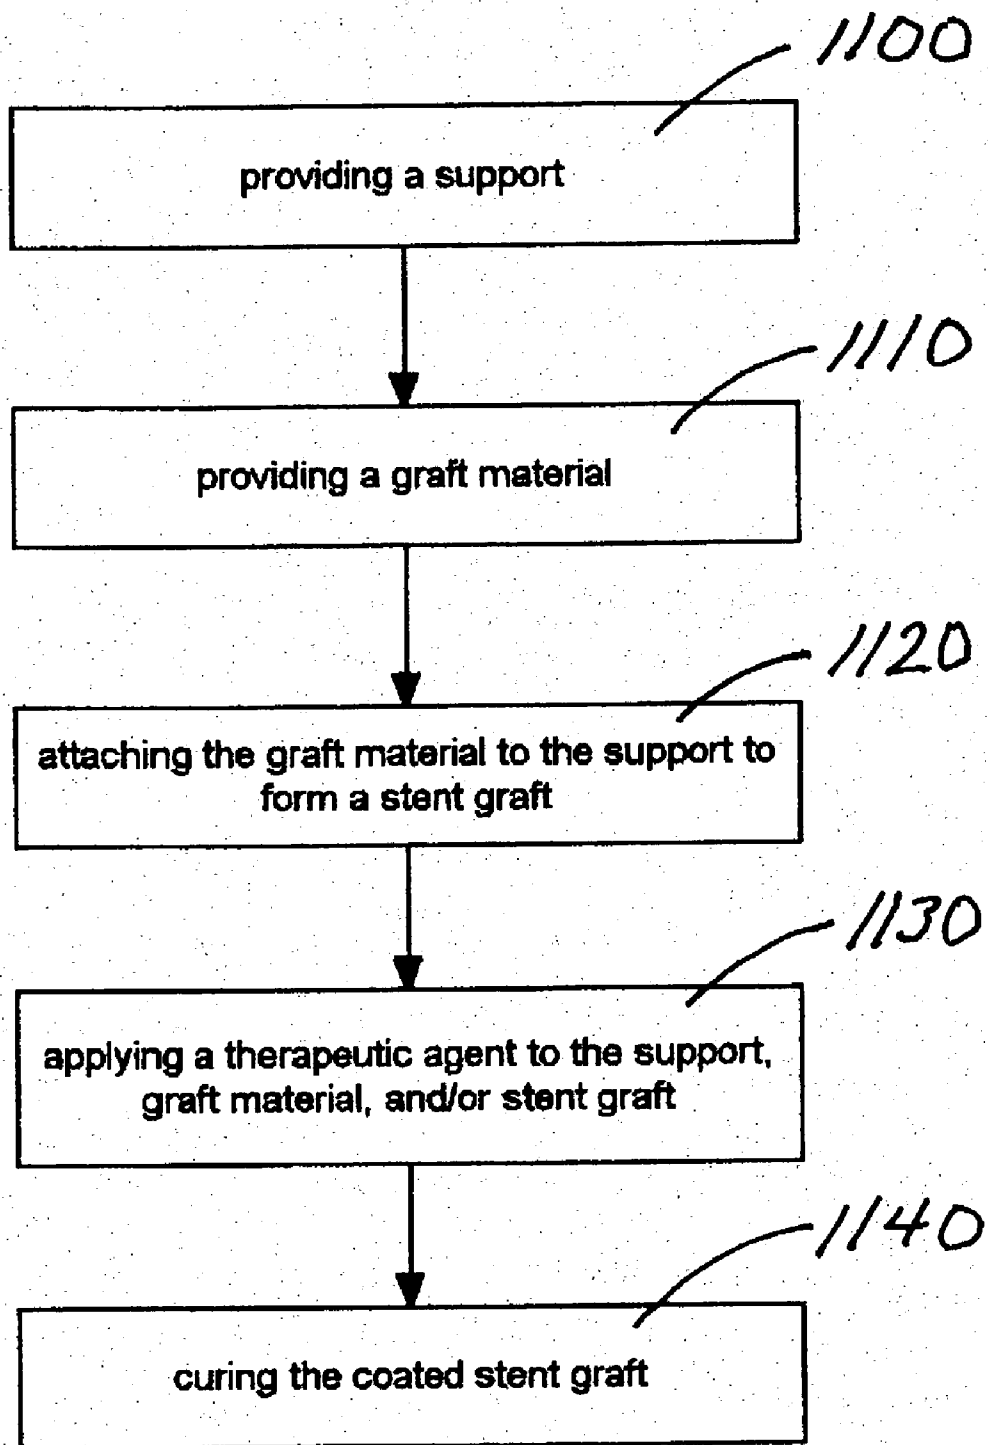 1100
providing a support
1110
providing a graft material
1120
attaching the graft material to the support to
form a stent graft
1130
applying a therapeutic agent to the support,
graft material, and/or stent graft
1140
curing the coated stent graft